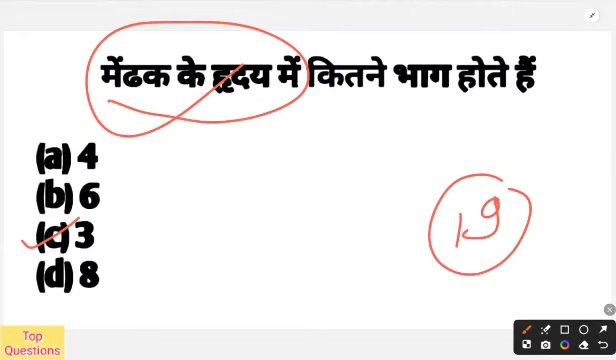 मेंढक के हृदय में कितने भाग होते हैं
(a) 4
(b) 6
(c) 3
(d) 8
19
Top
Questions